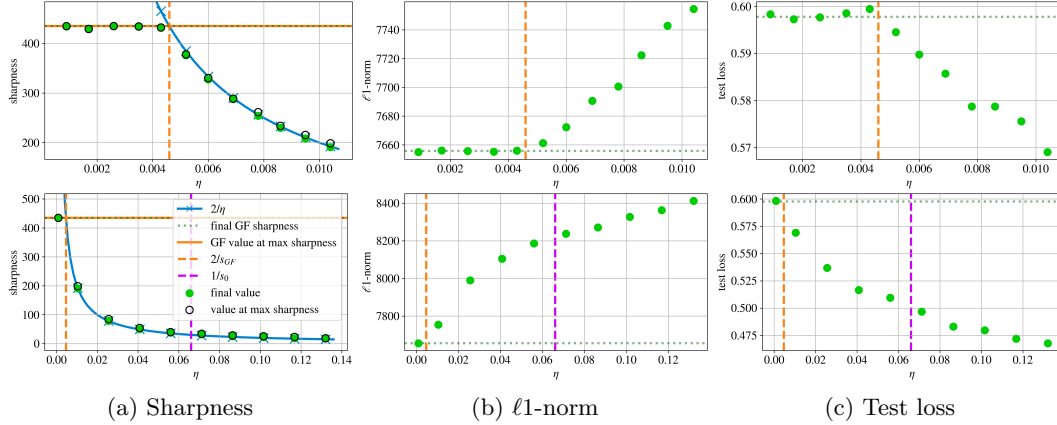 sharpness
400
300
200
0.002 0.004 0.006 0.008 0.010
η
ℓ1-norm
7740
7720
7700
7680
7660
0.002 0.004 0.006 0.008 0.010
η
test loss
0.60
0.59
0.58
0.57
0.002 0.004 0.006 0.008 0.010
η
sharpness
500
400
300
200
100
0
0.00 0.02 0.04 0.06 0.08 0.10 0.12 0.14
η
2/η
final GF sharpness
GF value at max sharpness
2/s_GF
1/s_0
final value
value at max sharpness
ℓ1-norm
8400
8200
8000
7800
0.00 0.02 0.04 0.06 0.08 0.10 0.12
η
test loss
0.600
0.575
0.550
0.525
0.500
0.475
0.00 0.02 0.04 0.06 0.08 0.10 0.12
η
(a) Sharpness
(b) ℓ1-norm
(c) Test loss